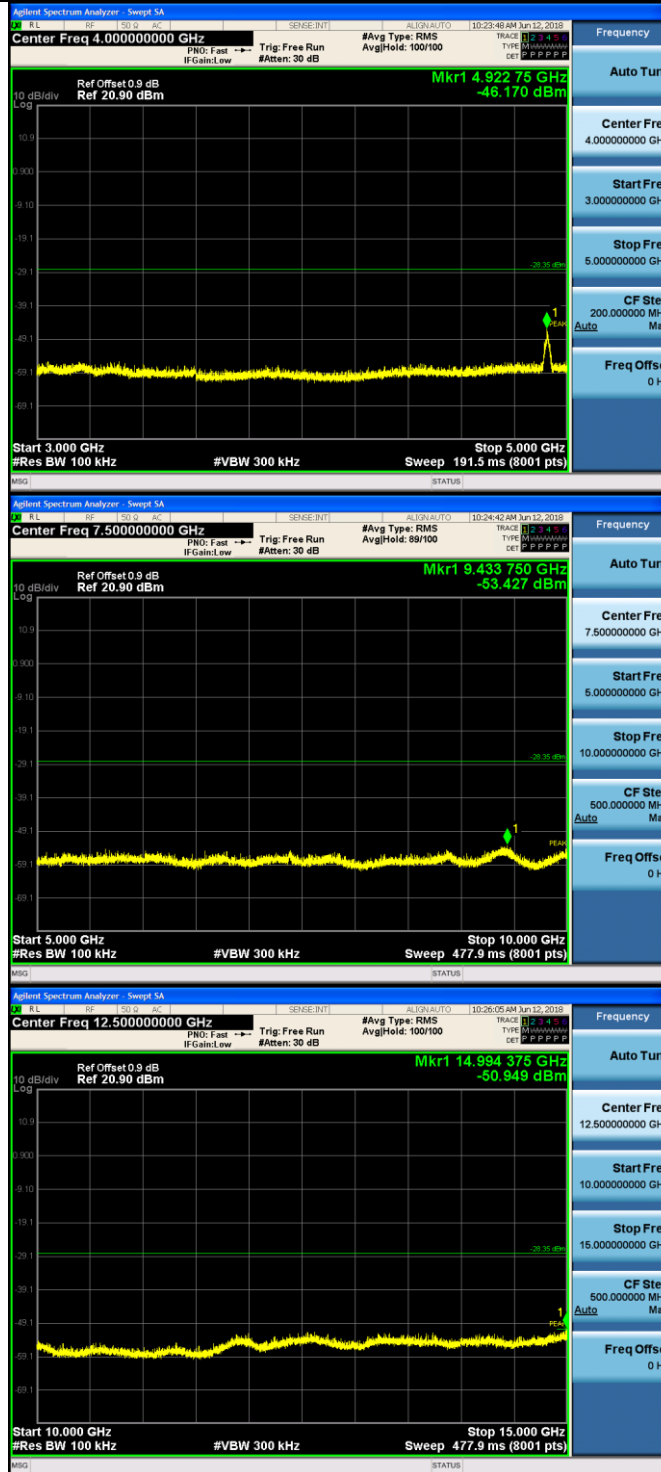 Agilent Spectrum Analyzer - Swept SA
RL RF 50 Ω AC SENSE:INT ALIGNAUTO 10:23:48 AM Jun 12, 2018
Center Freq 4.000000000 GHz
PNO: Fast
IFGain:Low
Trig: Free Run
#Atten: 30 dB
#Avg Type: RMS
Avg|Hold: 100/100
TRACE 1 2 3 4 5 6
TYPE M
DET P P P P P P
Frequency
Mkr1 4.922 75 GHz
-46.170 dBm
Ref Offset 0.9 dB
10 dB/div Ref 20.90 dBm
Log
10.9
0.900
-9.10
-19.1
-29.1
-39.1
-49.1
-59.1
-69.1
-28.35 dBm
1
PEAK
Start 3.000 GHz Stop 5.000 GHz
#Res BW 100 kHz #VBW 300 kHz Sweep 191.5 ms (8001 pts)
MSG STATUS
Auto Tun
Center Fre
4.000000000 GH
Start Fre
3.000000000 GH
Stop Fre
5.000000000 GH
CF Ste
200.000000 MH
Auto Ma
Freq Offse
0 H
Agilent Spectrum Analyzer - Swept SA
RL RF 50 Ω AC SENSE:INT ALIGNAUTO 10:24:42 AM Jun 12, 2018
Center Freq 7.500000000 GHz
PNO: Fast
IFGain:Low
Trig: Free Run
#Atten: 30 dB
#Avg Type: RMS
Avg|Hold: 89/100
TRACE 1 2 3 4 5 6
TYPE M
DET P P P P P P
Frequency
Mkr1 9.433 750 GHz
-53.427 dBm
Ref Offset 0.9 dB
10 dB/div Ref 20.90 dBm
Log
10.9
0.900
-9.10
-19.1
-29.1
-39.1
-49.1
-59.1
-69.1
-28.35 dBm
1
PEAK
Start 5.000 GHz Stop 10.000 GHz
#Res BW 100 kHz #VBW 300 kHz Sweep 477.9 ms (8001 pts)
MSG STATUS
Auto Tun
Center Fre
7.500000000 GH
Start Fre
5.000000000 GH
Stop Fre
10.000000000 GH
CF Ste
500.000000 MH
Auto Ma
Freq Offse
0 H
Agilent Spectrum Analyzer - Swept SA
RL RF 50 Ω AC SENSE:INT ALIGNAUTO 10:26:05 AM Jun 12, 2018
Center Freq 12.500000000 GHz
PNO: Fast
IFGain:Low
Trig: Free Run
#Atten: 30 dB
#Avg Type: RMS
Avg|Hold: 100/100
TRACE 1 2 3 4 5 6
TYPE M
DET P P P P P P
Frequency
Mkr1 14.994 375 GHz
-50.949 dBm
Ref Offset 0.9 dB
10 dB/div Ref 20.90 dBm
Log
10.9
0.900
-9.10
-19.1
-29.1
-39.1
-49.1
-59.1
-69.1
-28.35 dBm
1
PEAK
Start 10.000 GHz Stop 15.000 GHz
#Res BW 100 kHz #VBW 300 kHz Sweep 477.9 ms (8001 pts)
MSG STATUS
Auto Tun
Center Fre
12.500000000 GH
Start Fre
10.000000000 GH
Stop Fre
15.000000000 GH
CF Ste
500.000000 MH
Auto Ma
Freq Offse
0 H